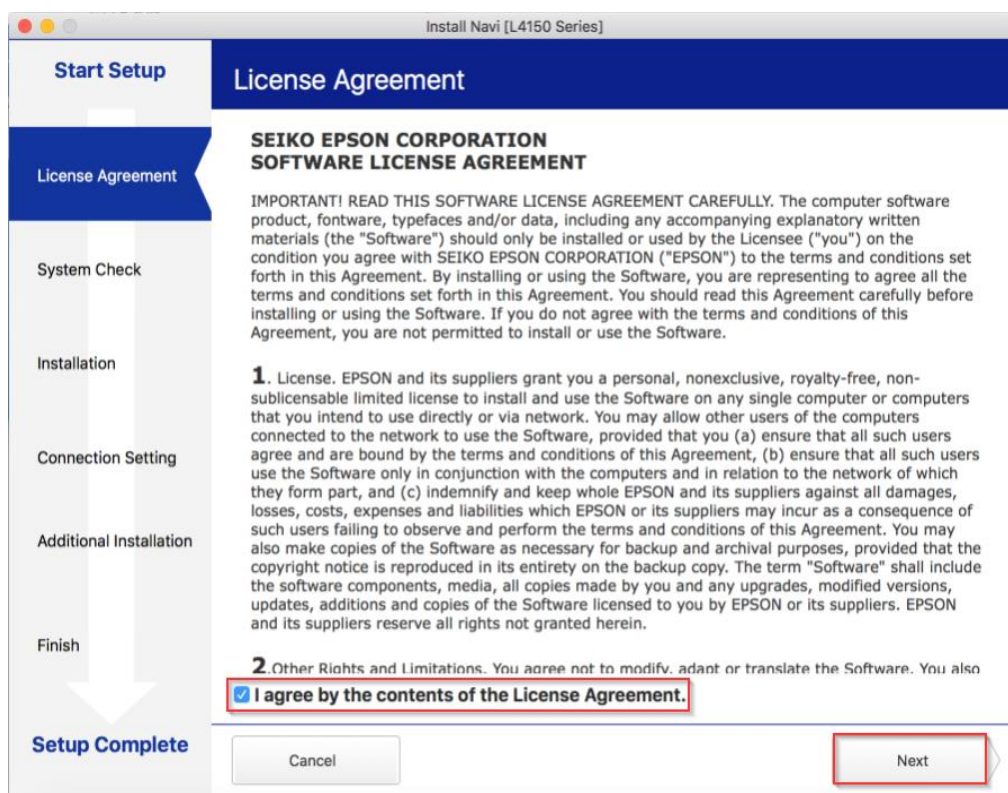 Install Navi [L4150 Series]
Start Setup
License Agreement
System Check
Installation
Connection Setting
Additional Installation
Finish
Setup Complete
License Agreement
SEIKO EPSON CORPORATION
SOFTWARE LICENSE AGREEMENT
IMPORTANT! READ THIS SOFTWARE LICENSE AGREEMENT CAREFULLY. The computer software
product, fontware, typefaces and/or data, including any accompanying explanatory written
materials (the "Software") should only be installed or used by the Licensee ("you") on the
condition you agree with SEIKO EPSON CORPORATION ("EPSON") to the terms and conditions set
forth in this Agreement. By installing or using the Software, you are representing to agree all the
terms and conditions set forth in this Agreement. You should read this Agreement carefully before
installing or using the Software. If you do not agree with the terms and conditions of this
Agreement, you are not permitted to install or use the Software.
1. License. EPSON and its suppliers grant you a personal, nonexclusive, royalty-free, non-
sublicensable limited license to install and use the Software on any single computer or computers
that you intend to use directly or via network. You may allow other users of the computers
connected to the network to use the Software, provided that you (a) ensure that all such users
agree and are bound by the terms and conditions of this Agreement, (b) ensure that all such users
use the Software only in conjunction with the computers and in relation to the network of which
they form part, and (c) indemnify and keep whole EPSON and its suppliers against all damages,
losses, costs, expenses and liabilities which EPSON or its suppliers may incur as a consequence of
such users failing to observe and perform the terms and conditions of this Agreement. You may
also make copies of the Software as necessary for backup and archival purposes, provided that the
copyright notice is reproduced in its entirety on the backup copy. The term "Software" shall include
the software components, media, all copies made by you and any upgrades, modified versions,
updates, additions and copies of the Software licensed to you by EPSON or its suppliers. EPSON
and its suppliers reserve all rights not granted herein.
2.Other Rights and Limitations. You agree not to modify, adapt or translate the Software. You also
I agree by the contents of the License Agreement.
Cancel
Next